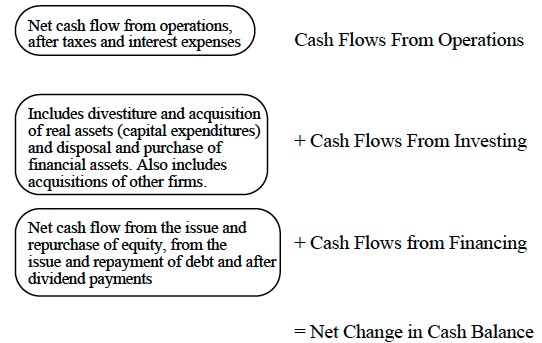 Net cash flow from operations,
after taxes and interest expenses
Cash Flows From Operations
Includes divestiture and acquisition
of real assets (capital expenditures)
and disposal and purchase of
financial assets. Also includes
acquisitions of other firms.
+ Cash Flows From Investing
Net cash flow from the issue and
repurchase of equity, from the
issue and repayment of debt and after
dividend payments
+ Cash Flows from Financing
= Net Change in Cash Balance